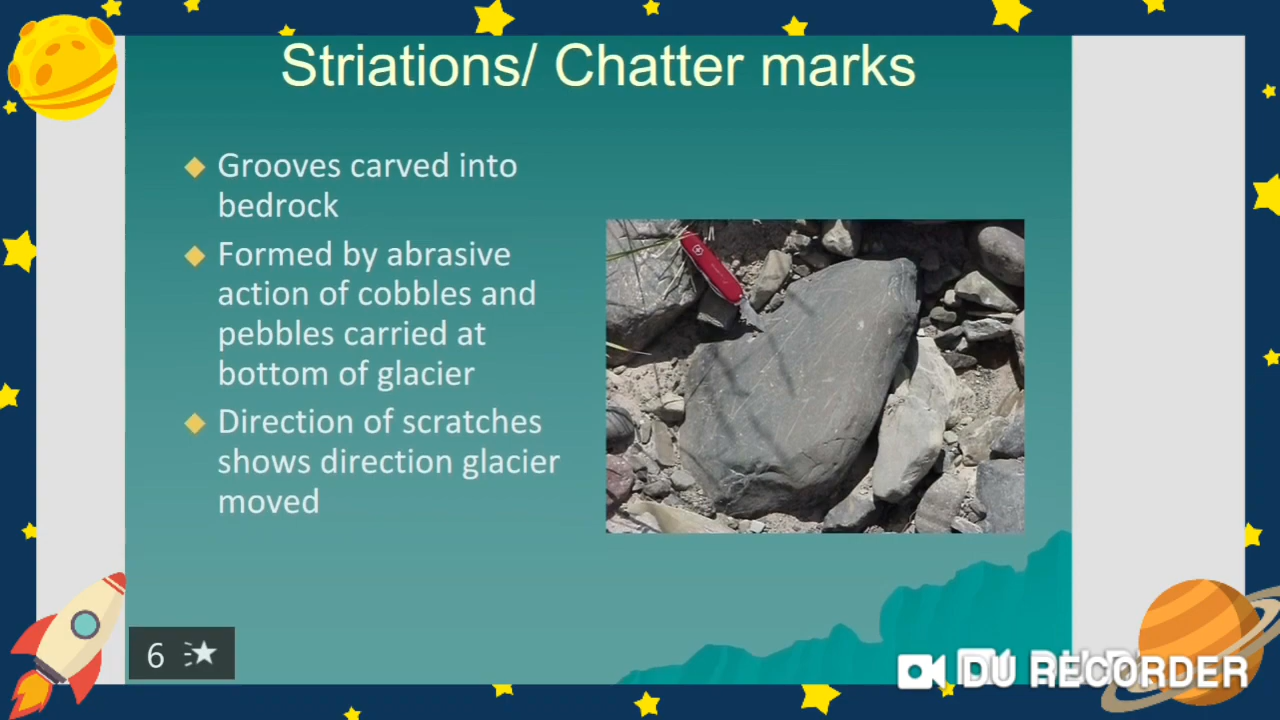 Striations/ Chatter marks
Grooves carved into
bedrock
Formed by abrasive
action of cobbles and
pebbles carried at
bottom of glacier
Direction of scratches
shows direction glacier
moved
6
DU RECORDER